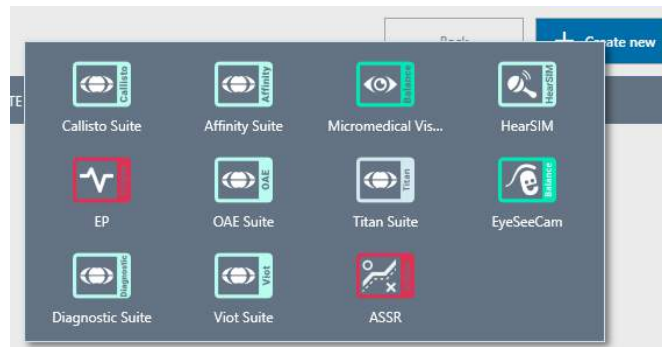 Back
+ Create new
TE
Callisto
Affinity
Balance
HearSIM
Callisto Suite
Affinity Suite
Micromedical Vis...
HearSIM
OAE
Titan
Balance
EP
OAE Suite
Titan Suite
EyeSeeCam
Diagnostic
Viot
Diagnostic Suite
Viot Suite
ASSR